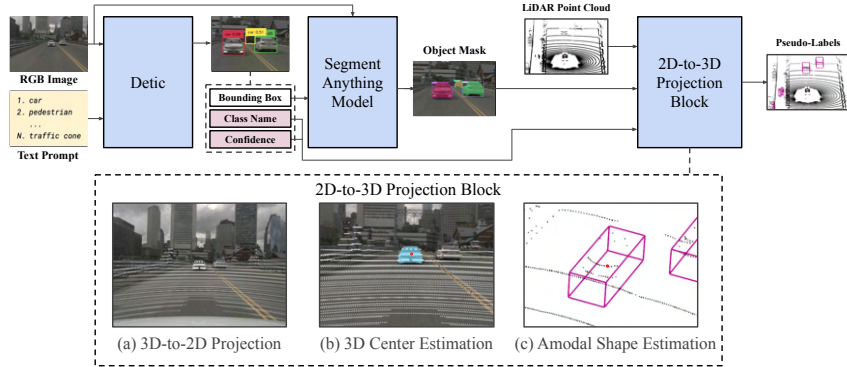 RGB Image
1. car
2. pedestrian
...
N. traffic cone
Text Prompt
Detic
Bounding Box
Class Name
Confidence
Segment
Anything
Model
Object Mask
LiDAR Point Cloud
2D-to-3D
Projection
Block
Pseudo-Labels
2D-to-3D Projection Block
(a) 3D-to-2D Projection
(b) 3D Center Estimation
(c) Amodal Shape Estimation